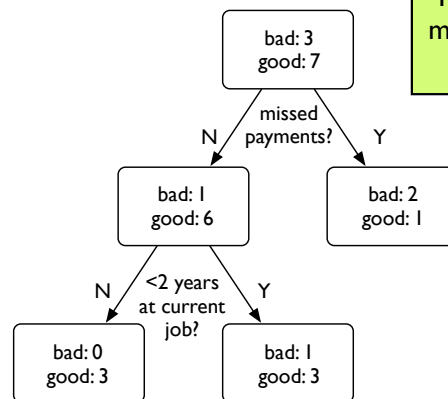 bad: 3
good: 7
missed
payments?
N
Y
bad: 1
good: 6
bad: 2
good: 1
<2 years
at current
job?
N
Y
bad: 0
good: 3
bad: 1
good: 3